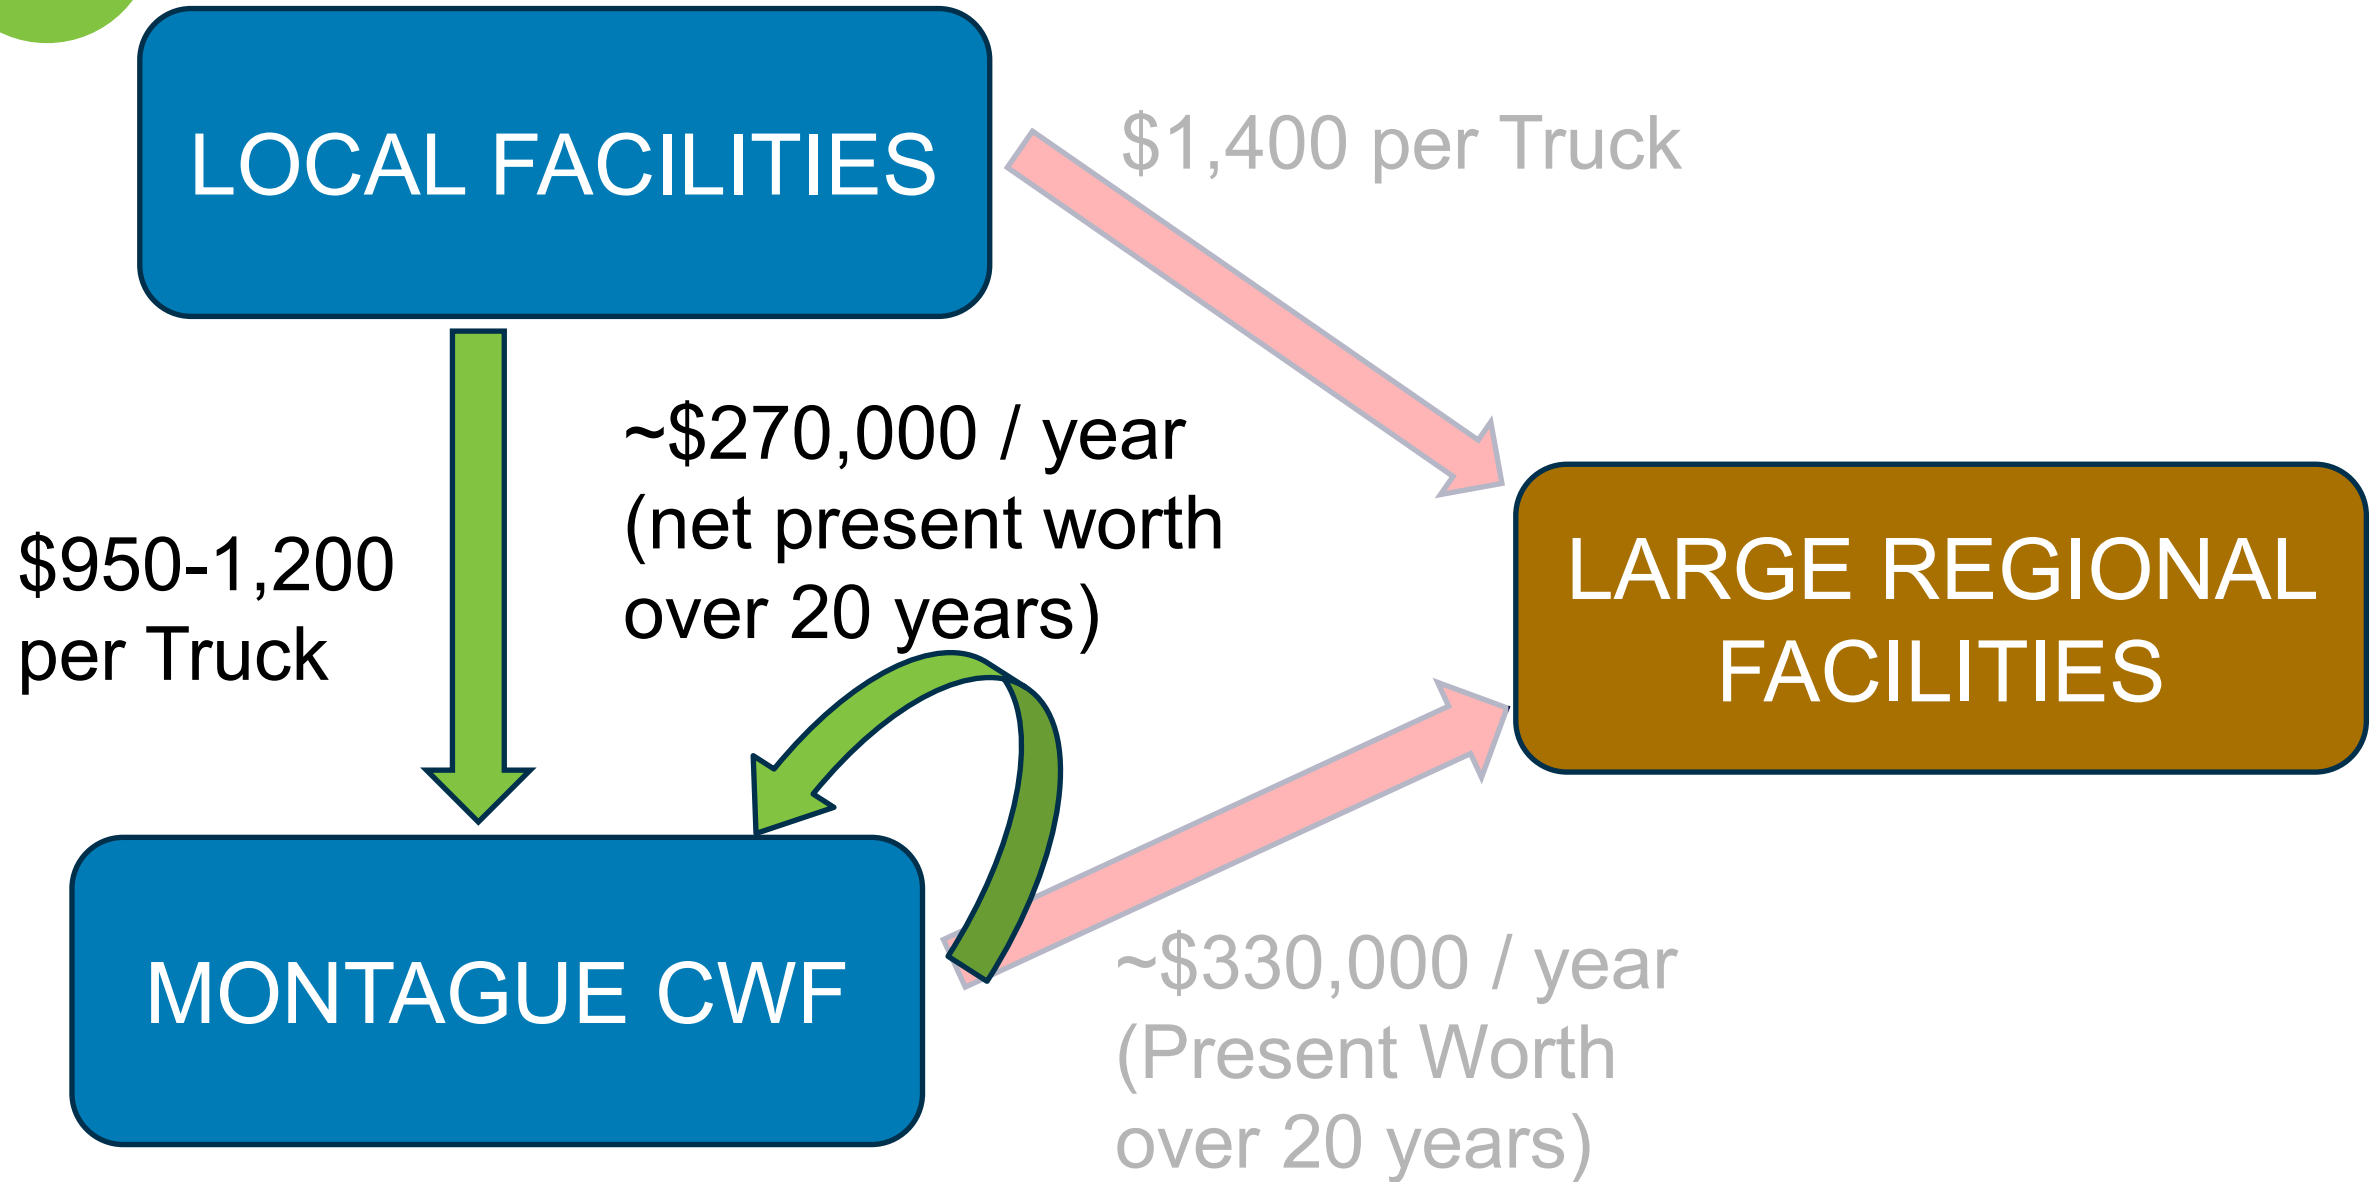 LOCAL FACILITIES
$1,400 per Truck
~$270,000 / year
(net present worth
over 20 years)
$950-1,200
per Truck
LARGE REGIONAL
FACILITIES
MONTAGUE CWF
~$330,000 / year
(Present Worth
over 20 years)